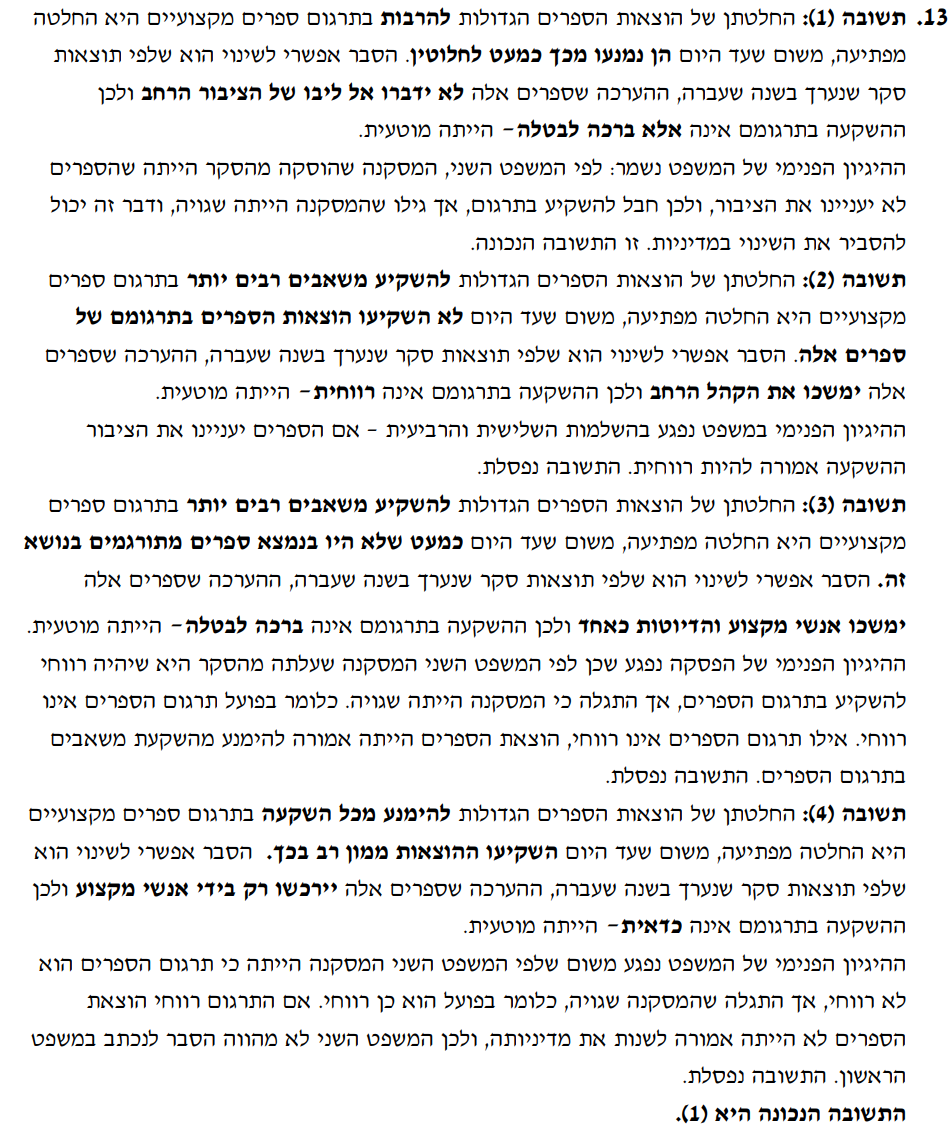 13. תשובה (1): החלטתן של הוצאות הספרים הגדולות להרבות בתרגום ספרים מקצועיים היא החלטה
מפתיעה, משום שעד היום הן נמנעו מכך כמעט לחלוטין. הסבר אפשרי לשינוי הוא שלפי תוצאות
סקר שנערך בשנה שעברה, ההערכה שספרים אלה לא ידברו אל ליבו של הציבור הרחב ולכן
ההשקעה בתרגומם אינה אלא ברכה לבטלה – הייתה מוטעית.
ההיגיון הפנימי של המשפט נשמר: לפי המשפט השני, המסקנה שהוסקה מהסקר הייתה שהספרים
לא יעניינו את הציבור, ולכן חבל להשקיע בתרגום, אך גילו שהמסקנה הייתה שגויה, ודבר זה יכול
להסביר את השינוי במדיניות. זו התשובה הנכונה.
תשובה (2): החלטתן של הוצאות הספרים הגדולות להשקיע משאבים רבים יותר בתרגום ספרים
מקצועיים היא החלטה מפתיעה, משום שעד היום לא השקיעו הוצאות הספרים בתרגומם של
ספרים אלה. הסבר אפשרי לשינוי הוא שלפי תוצאות סקר שנערך בשנה שעברה, ההערכה שספרים
אלה ימשכו את הקהל הרחב ולכן ההשקעה בתרגומם אינה רווחית – הייתה מוטעית.
ההיגיון הפנימי במשפט נפגע בהשלמות השלישית והרביעית – אם הספרים יעניינו את הציבור
ההשקעה אמורה להיות רווחית. התשובה נפסלת.
תשובה (3): החלטתן של הוצאות הספרים הגדולות להשקיע משאבים רבים יותר בתרגום ספרים
מקצועיים היא החלטה מפתיעה, משום שעד היום כמעט שלא היו בנמצא ספרים מתורגמים בנושא
זה. הסבר אפשרי לשינוי הוא שלפי תוצאות סקר שנערך בשנה שעברה, ההערכה שספרים אלה
ימשכו אנשי מקצוע והדיוטות כאחד ולכן ההשקעה בתרגומם אינה ברכה לבטלה – הייתה מוטעית.
ההיגיון הפנימי של הפסקה נפגע שכן לפי המשפט השני המסקנה שעלתה מהסקר היא שיהיה רווחי
להשקיע בתרגום הספרים, אך התגלה כי המסקנה הייתה שגויה. כלומר בפועל תרגום הספרים אינו
רווחי. אילו תרגום הספרים אינו רווחי, הוצאת הספרים הייתה אמורה להימנע מהשקעת משאבים
בתרגום הספרים. התשובה נפסלת.
תשובה (4): החלטתן של הוצאות הספרים הגדולות להימנע מכל השקעה בתרגום ספרים מקצועיים
היא החלטה מפתיעה, משום שעד היום השקיעו ההוצאות ממון רב בכך. הסבר אפשרי לשינוי הוא
שלפי תוצאות סקר שנערך בשנה שעברה, ההערכה שספרים אלה יירכשו רק בידי אנשי מקצוע ולכן
ההשקעה בתרגומם אינה כדאית – הייתה מוטעית.
ההיגיון הפנימי של המשפט נפגע משום שלפי המשפט השני המסקנה הייתה כי תרגום הספרים הוא
לא רווחי, אך התגלה שהמסקנה שגויה, כלומר בפועל הוא כן רווחי. אם התרגום רווחי הוצאת
הספרים לא הייתה אמורה לשנות את מדיניותה, ולכן המשפט השני לא מהווה הסבר לנכתב במשפט
הראשון. התשובה נפסלת.
התשובה הנכונה היא (1).